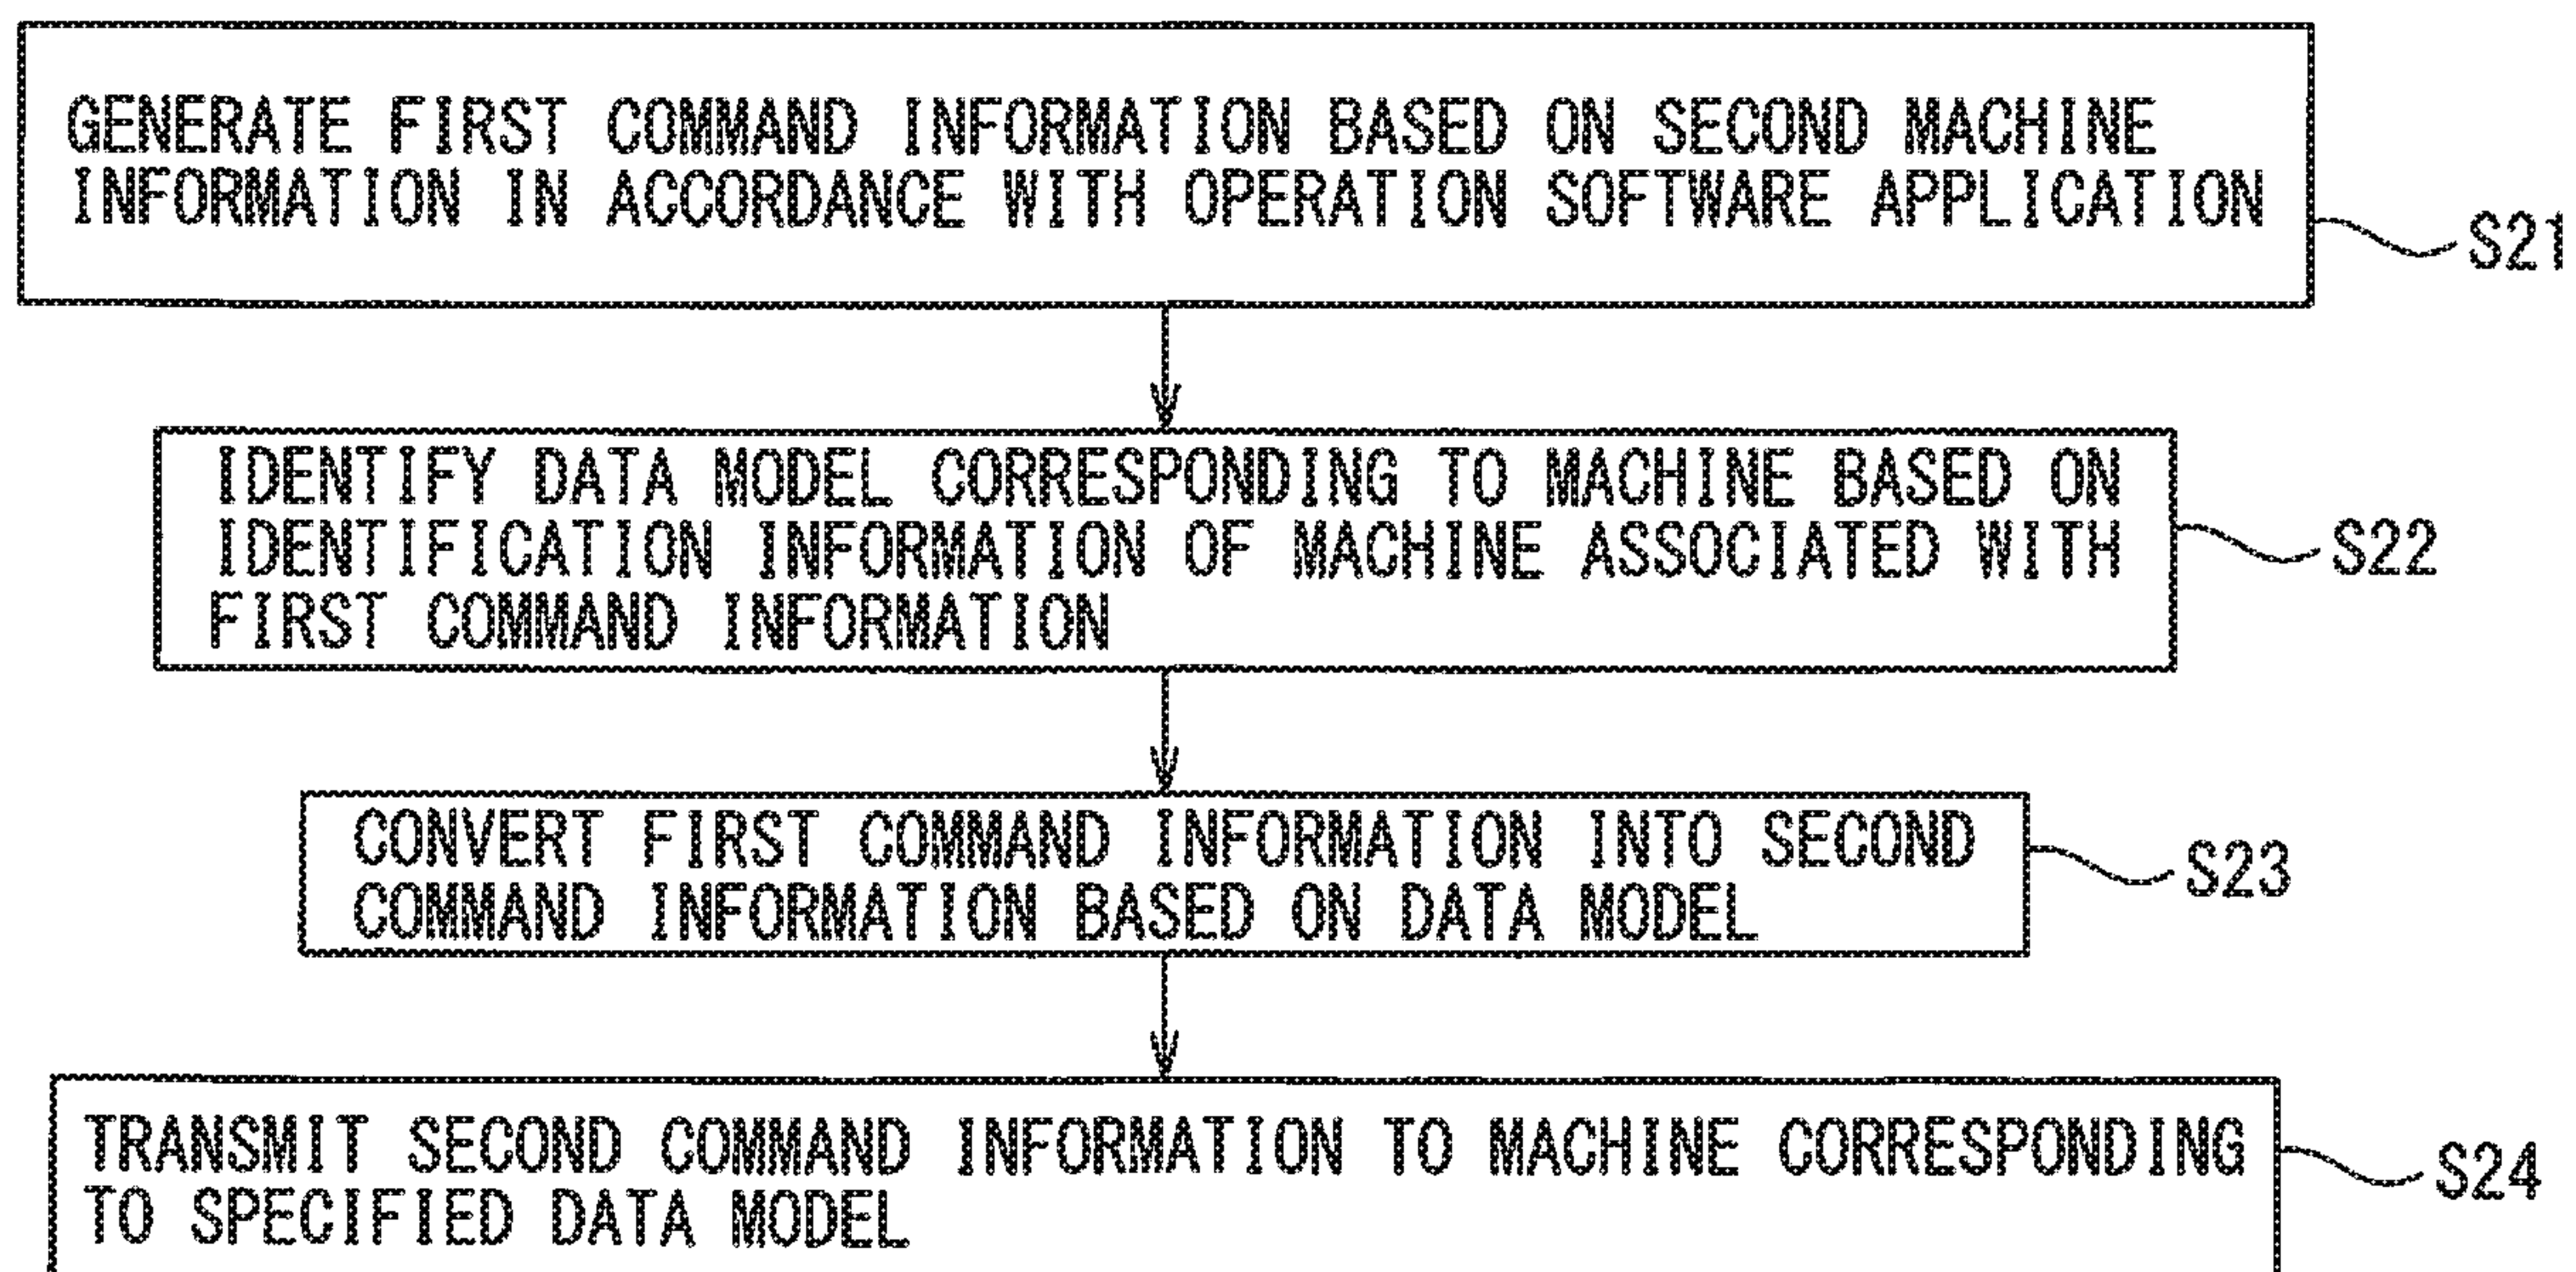 GENERATE FIRST COMMAND INFORMATION BASED ON SECOND MACHINE
INFORMATION IN ACCORDANCE WITH OPERATION SOFTWARE APPLICATION
S21
IDENTIFY DATA MODEL CORRESPONDING TO MACHINE BASED ON
IDENTIFICATION INFORMATION OF MACHINE ASSOCIATED WITH
FIRST COMMAND INFORMATION
S22
CONVERT FIRST COMMAND INFORMATION INTO SECOND
COMMAND INFORMATION BASED ON DATA MODEL
S23
TRANSMIT SECOND COMMAND INFORMATION TO MACHINE CORRESPONDING
TO SPECIFIED DATA MODEL
S24